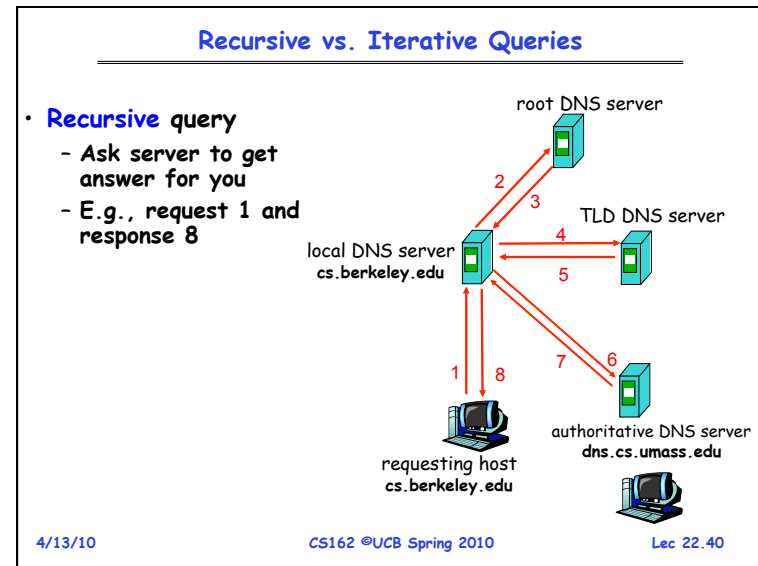 Recursive vs. Iterative Queries
• Recursive query
– Ask server to get
answer for you
– E.g., request 1 and
response 8
root DNS server
2
3
TLD DNS server
4
local DNS server
cs.berkeley.edu
5
7
6
1
8
authoritative DNS server
dns.cs.umass.edu
requesting host
cs.berkeley.edu
4/13/10
CS162 ©UCB Spring 2010
Lec 22.40